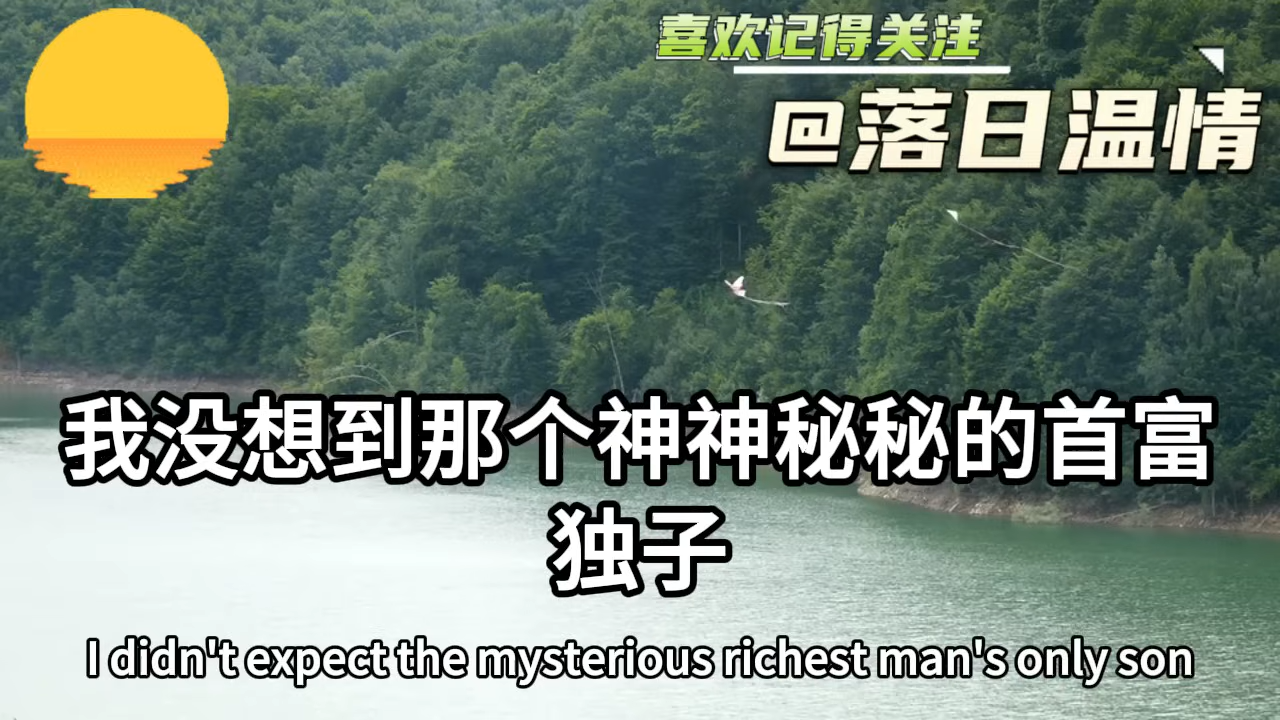 喜欢记得关注
@落日温情
我没想到那个神神秘秘的首富
独子
I didn't expect the mysterious richest man's only son